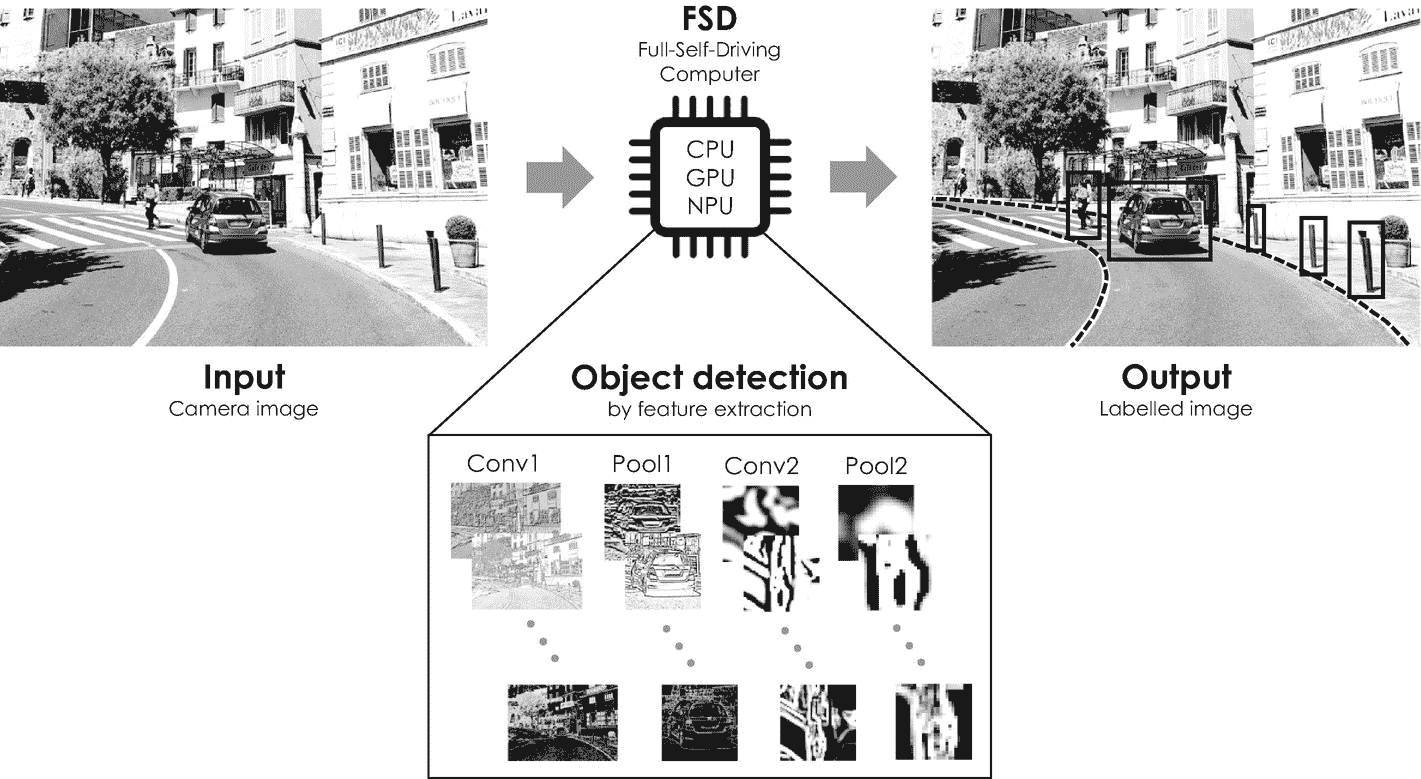 FSD
Full-Self-Driving
Computer
CPU
GPU
NPU
Input
Camera image
Object detection
by feature extraction
Output
Labelled image
Conv1 Pool1 Conv2 Pool2